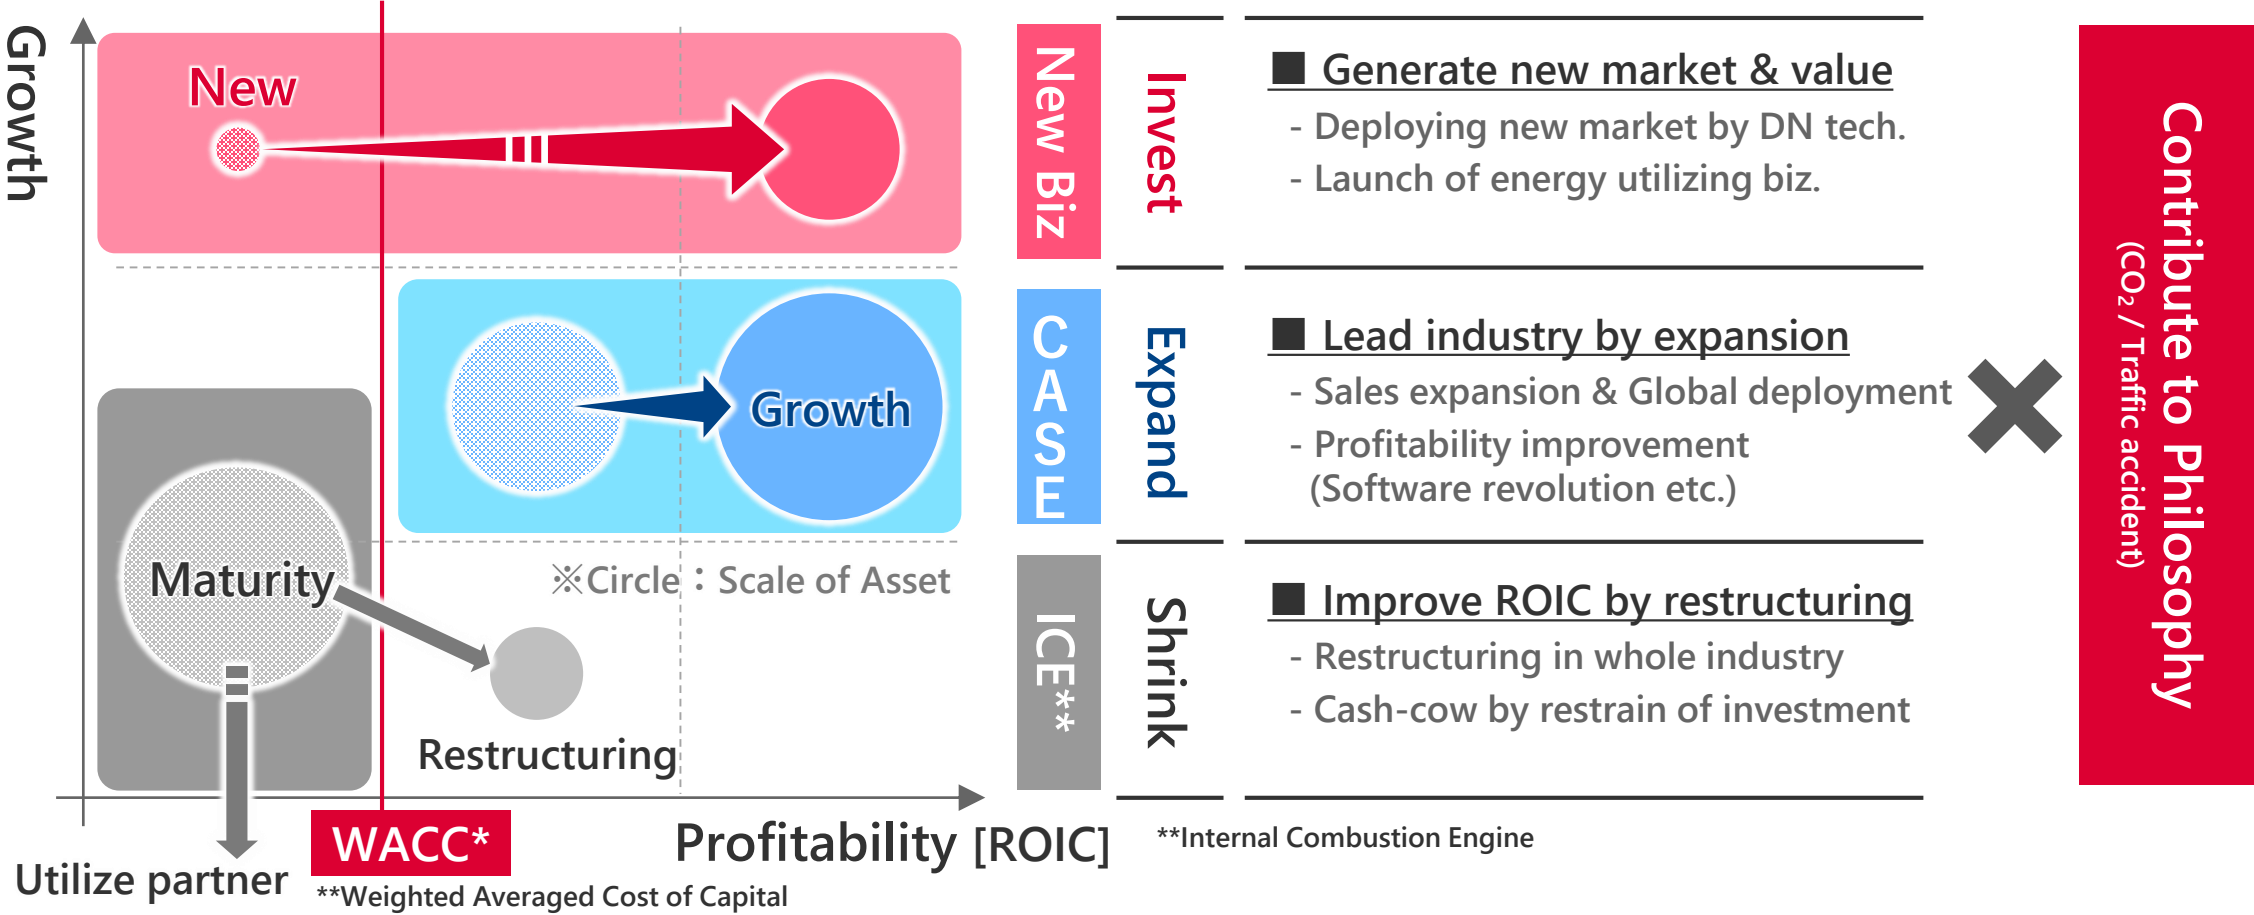 Growth
New
Growth
Maturity
※Circle：Scale of Asset
Restructuring
Utilize partner
WACC*
**Weighted Averaged Cost of Capital
Profitability [ROIC]
New Biz
Invest
■ Generate new market & value
- Deploying new market by DN tech.
- Launch of energy utilizing biz.
CASE
Expand
■ Lead industry by expansion
- Sales expansion & Global deployment
- Profitability improvement
(Software revolution etc.)
ICE**
Shrink
■ Improve ROIC by restructuring
- Restructuring in whole industry
- Cash-cow by restrain of investment
**Internal Combustion Engine
Contribute to Philosophy
(CO₂ / Traffic accident)